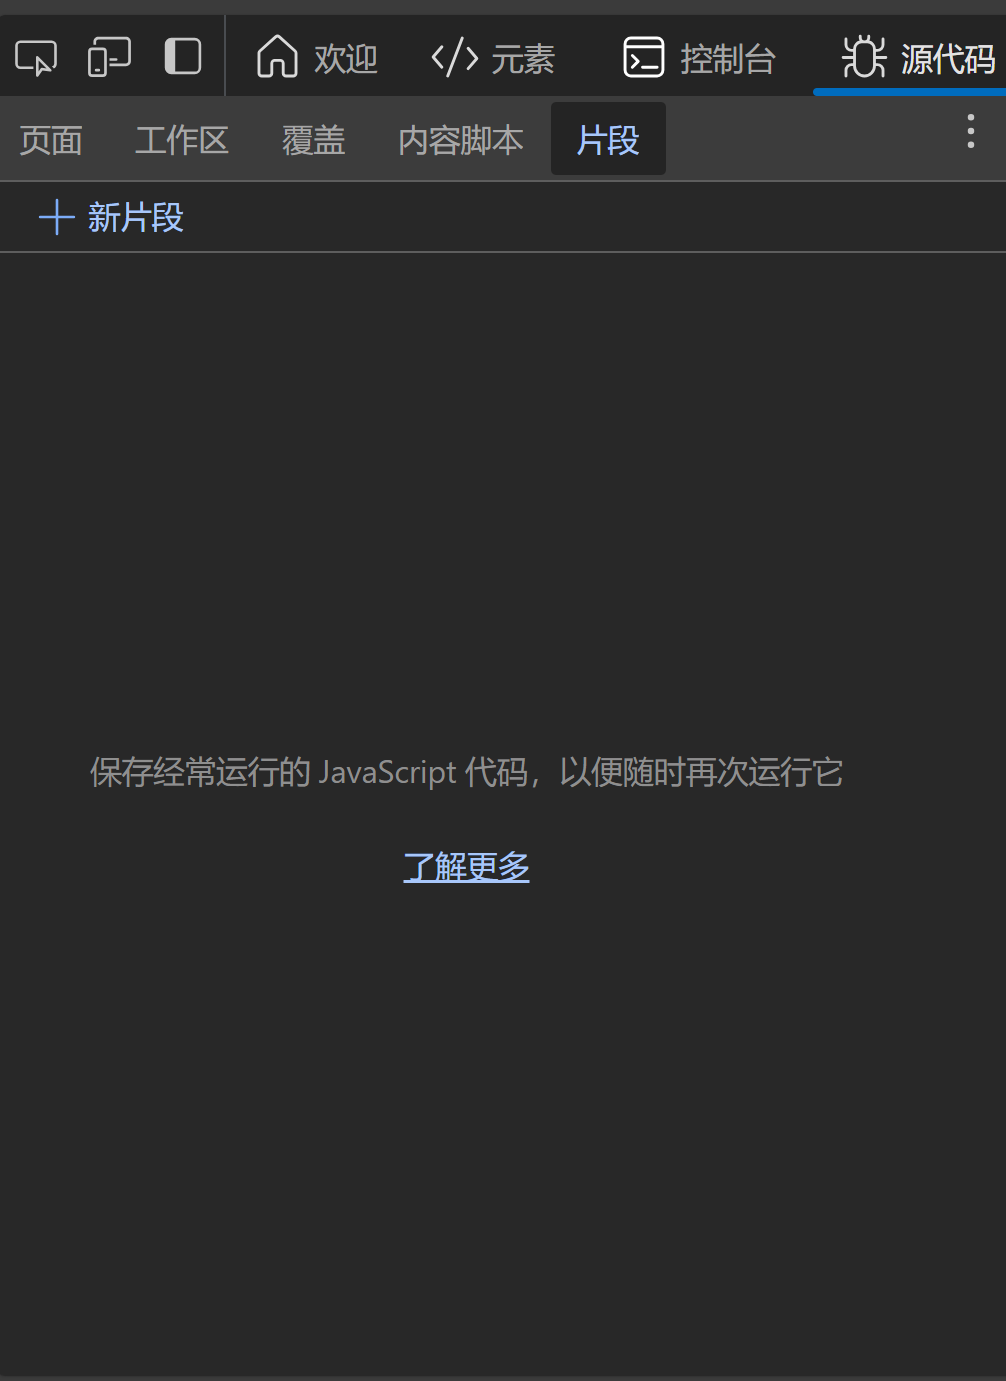 欢迎 元素 控制台 源代码
页面 工作区 覆盖 内容脚本 片段
新片段
保存经常运行的 JavaScript 代码，以便随时再次运行它
了解更多